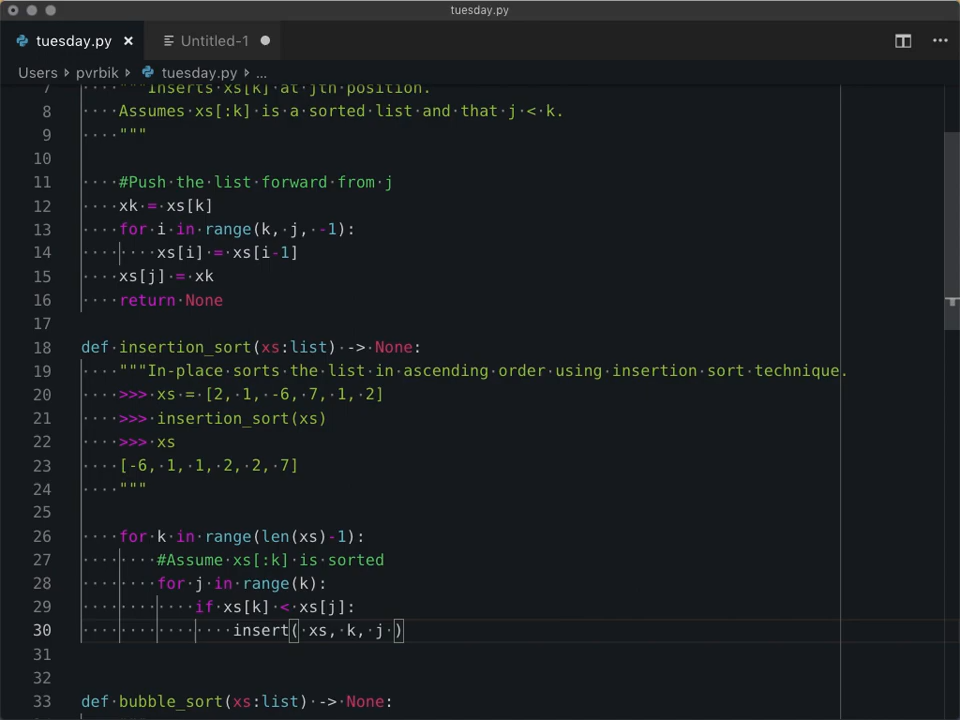 tuesday.py
tuesday.py × Untitled-1
Users pvrbik tuesday.py ...
7 """Inserts xs[k] at jth position.
8 Assumes xs[:k] is a sorted list and that j < k.
9 """
10
11 #Push the list forward from j
12 xk = xs[k]
13 for i in range(k, j, -1):
14 xs[i] = xs[i-1]
15 xs[j] = xk
16 return None
17
18 def insertion_sort(xs:list) -> None:
19 """In-place sorts the list in ascending order using insertion sort technique.
20 >>> xs = [2, 1, -6, 7, 1, 2]
21 >>> insertion_sort(xs)
22 >>> xs
23 [-6, 1, 1, 2, 2, 7]
24 """
25
26 for k in range(len(xs)-1):
27 #Assume xs[:k] is sorted
28 for j in range(k):
29 if xs[k] < xs[j]:
30 insert( xs, k, j )
31
32
33 def bubble_sort(xs:list) -> None: